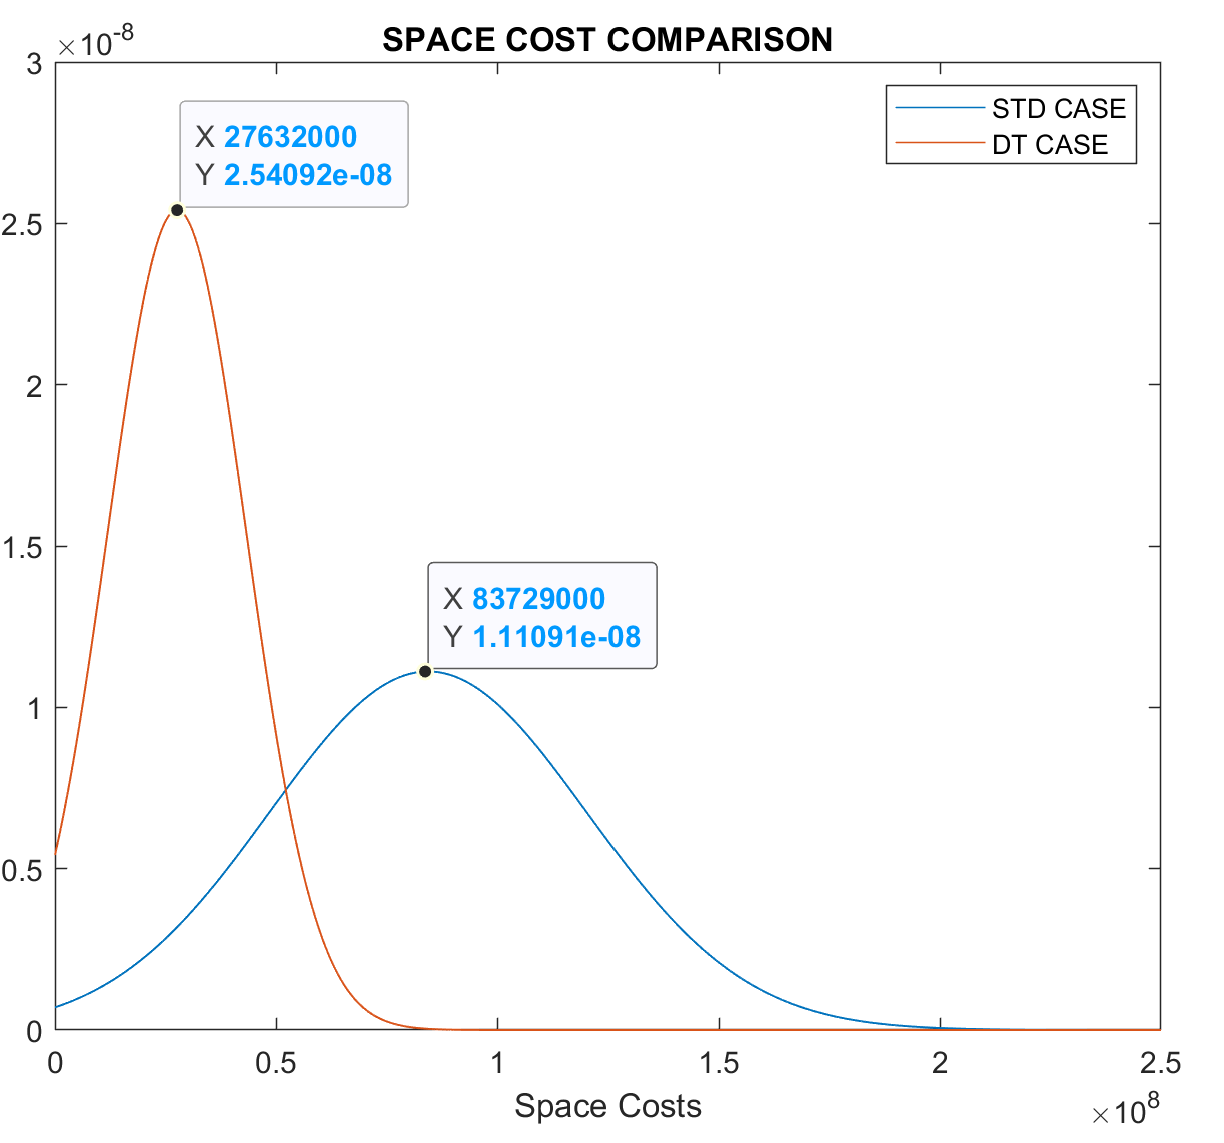 SPACE COST COMPARISON
×10⁻⁸
3
2.5
2
1.5
1
0.5
0
X 27632000
Y 2.54092e-08
X 83729000
Y 1.11091e-08
STD CASE
DT CASE
0 0.5 1 1.5 2 2.5
Space Costs
×10⁸